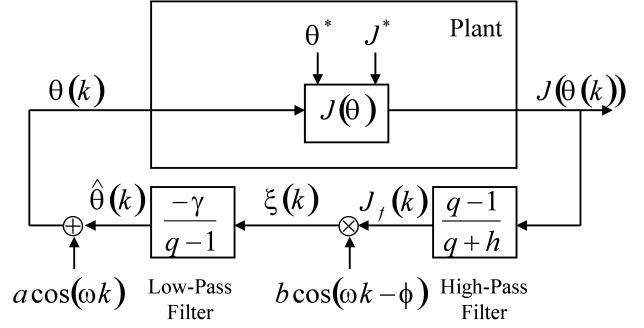 θ* J* Plant
θ(k) J(θ) J(θ(k))
θ̂(k) −γ / q−1 ξ(k) J_f(k) q−1 / q+h
+ ×
a cos(ωk) Low-Pass Filter b cos(ωk−ϕ) High-Pass Filter